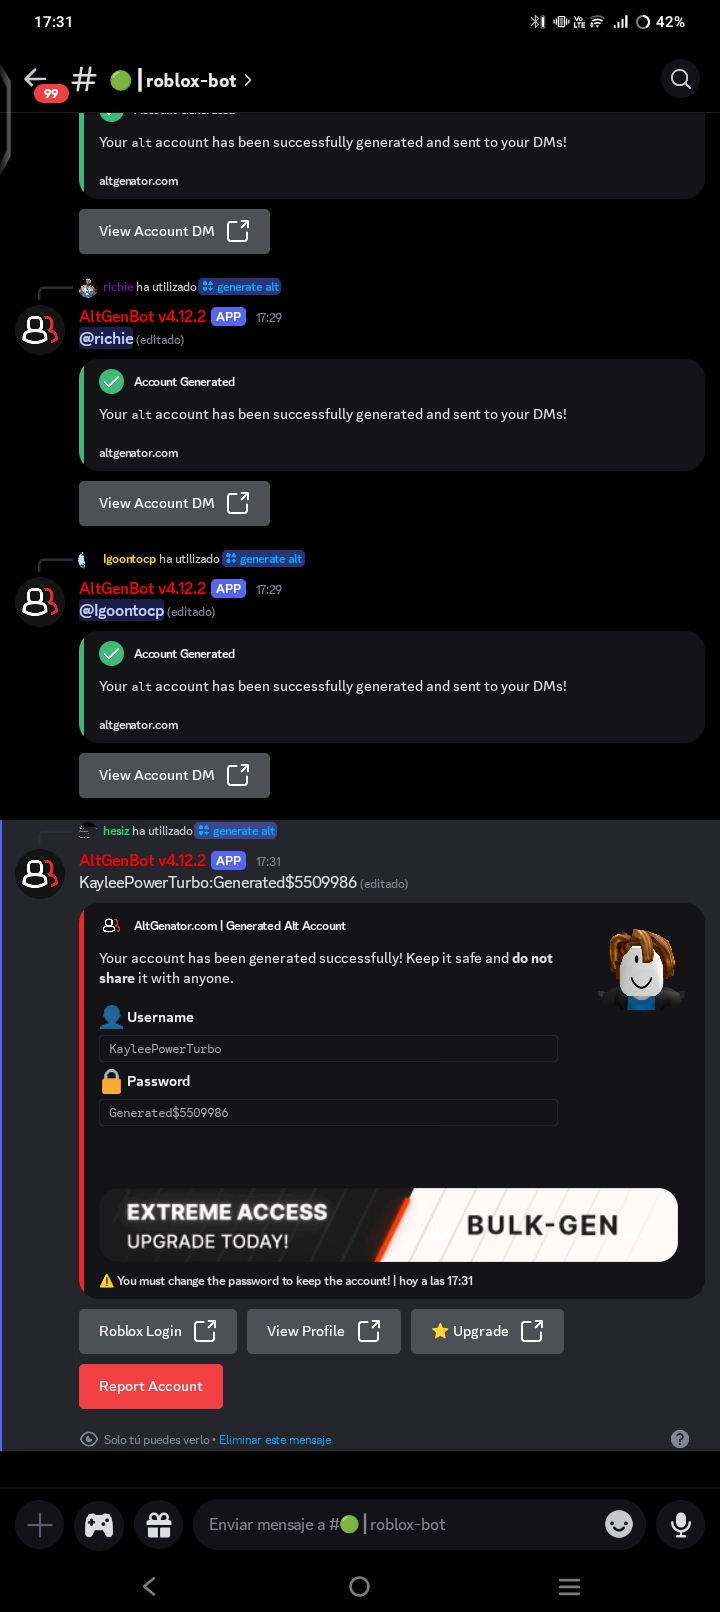 17:31
Vo
LTE
42%
99
# 🟢┃roblox-bot >
Account Generated
Your alt account has been successfully generated and sent to your DMs!
altgenator.com
View Account DM
richie ha utilizado generate alt
AltGenBot v4.12.2 APP 17:29
@richie (editado)
Account Generated
Your alt account has been successfully generated and sent to your DMs!
altgenator.com
View Account DM
Igoontocp ha utilizado generate alt
AltGenBot v4.12.2 APP 17:29
@Igoontocp (editado)
Account Generated
Your alt account has been successfully generated and sent to your DMs!
altgenator.com
View Account DM
hesiz ha utilizado generate alt
AltGenBot v4.12.2 APP 17:31
KayleePowerTurbo:Generated$5509986 (editado)
AltGenator.com | Generated Alt Account
Your account has been generated successfully! Keep it safe and do not
share it with anyone.
👤 Username
KayleePowerTurbo
🔒 Password
Generated$5509986
EXTREME ACCESS
UPGRADE TODAY!
BULK-GEN
⚠️ You must change the password to keep the account! | hoy a las 17:31
Roblox Login
View Profile
⭐ Upgrade
Report Account
Solo tú puedes verlo • Eliminar este mensaje
?
Enviar mensaje a #🟢┃roblox-bot